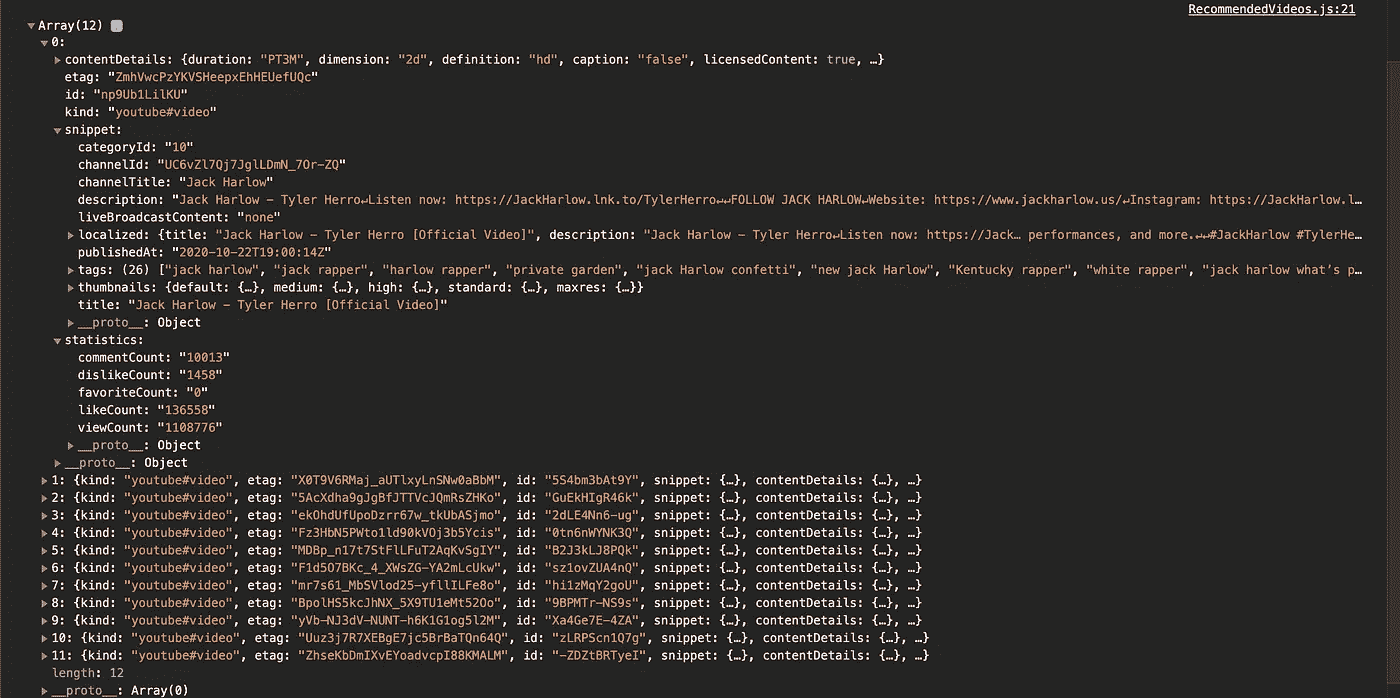 RecommendedVideos.js:21
Array(12)
0:
contentDetails: {duration: "PT3M", dimension: "2d", definition: "hd", caption: "false", licensedContent: true, …}
etag: "ZmhVwcPzYKVSHeepxEhHEUefUQc"
id: "np9Ub1LilKU"
kind: "youtube#video"
snippet:
categoryId: "10"
channelId: "UC6vZl7Qj7JglLDmN_7Or-ZQ"
channelTitle: "Jack Harlow"
description: "Jack Harlow - Tyler Herro↵Listen now: https://JackHarlow.lnk.to/TylerHerro↵↵FOLLOW JACK HARLOW↵Website: https://www.jackharlow.us/↵Instagram: https://JackHarlow.l…
localized: {title: "Jack Harlow - Tyler Herro [Official Video]", description: "Jack Harlow - Tyler Herro↵Listen now: https://Jack… performances, and more.↵↵#JackHarlow #TylerHe…
publishedAt: "2020-10-22T19:00:14Z"
tags: (26) ["jack harlow", "jack rapper", "harlow rapper", "private garden", "jack Harlow confetti", "new jack Harlow", "Kentucky rapper", "white rapper", "jack harlow what's p…
thumbnails: {default: {…}, medium: {…}, high: {…}, standard: {…}, maxres: {…}}
title: "Jack Harlow - Tyler Herro [Official Video]"
__proto__: Object
statistics:
commentCount: "10013"
dislikeCount: "1458"
favoriteCount: "0"
likeCount: "136558"
viewCount: "1108776"
__proto__: Object
__proto__: Object
1: {kind: "youtube#video", etag: "X0T9V6RMaj_aUTlxyLnSNw0aBbM", id: "5S4bm3bAt9Y", snippet: {…}, contentDetails: {…}, …}
2: {kind: "youtube#video", etag: "5AcXdha9gJgBfJTTVcJQmRsZHKo", id: "GuEkHIgR46k", snippet: {…}, contentDetails: {…}, …}
3: {kind: "youtube#video", etag: "ekOhdUfUpoDzrr67w_tkUbASjmo", id: "2dLE4Nn6-ug", snippet: {…}, contentDetails: {…}, …}
4: {kind: "youtube#video", etag: "Fz3HbN5PWto1ld90kVOj3b5Ycis", id: "0tn6nWYNK3Q", snippet: {…}, contentDetails: {…}, …}
5: {kind: "youtube#video", etag: "MDBp_n17t7StFlLFuT2AqKvSgIY", id: "B2J3kLJ8PQk", snippet: {…}, contentDetails: {…}, …}
6: {kind: "youtube#video", etag: "F1d5O7BKc_4_XWsZG-YA2mLcUkw", id: "sz1ovZUA4nQ", snippet: {…}, contentDetails: {…}, …}
7: {kind: "youtube#video", etag: "mr7s61_MbSVlod25-yfllILFe8o", id: "hi1zMqY2goU", snippet: {…}, contentDetails: {…}, …}
8: {kind: "youtube#video", etag: "BpolHS5kcJhNX_5X9TU1eMt52Oo", id: "9BPMTr-NS9s", snippet: {…}, contentDetails: {…}, …}
9: {kind: "youtube#video", etag: "yVb-NJ3dV-NUNT-h6K1G1og5l2M", id: "Xa4Ge7E-4ZA", snippet: {…}, contentDetails: {…}, …}
10: {kind: "youtube#video", etag: "Uuz3j7R7XEBgE7jc5BrBaTQn64Q", id: "zLRPScn1Q7g", snippet: {…}, contentDetails: {…}, …}
11: {kind: "youtube#video", etag: "ZhseKbDmIXvEYoadvcpI88KMALM", id: "-ZDZtBRTyeI", snippet: {…}, contentDetails: {…}, …}
length: 12
__proto__: Array(0)